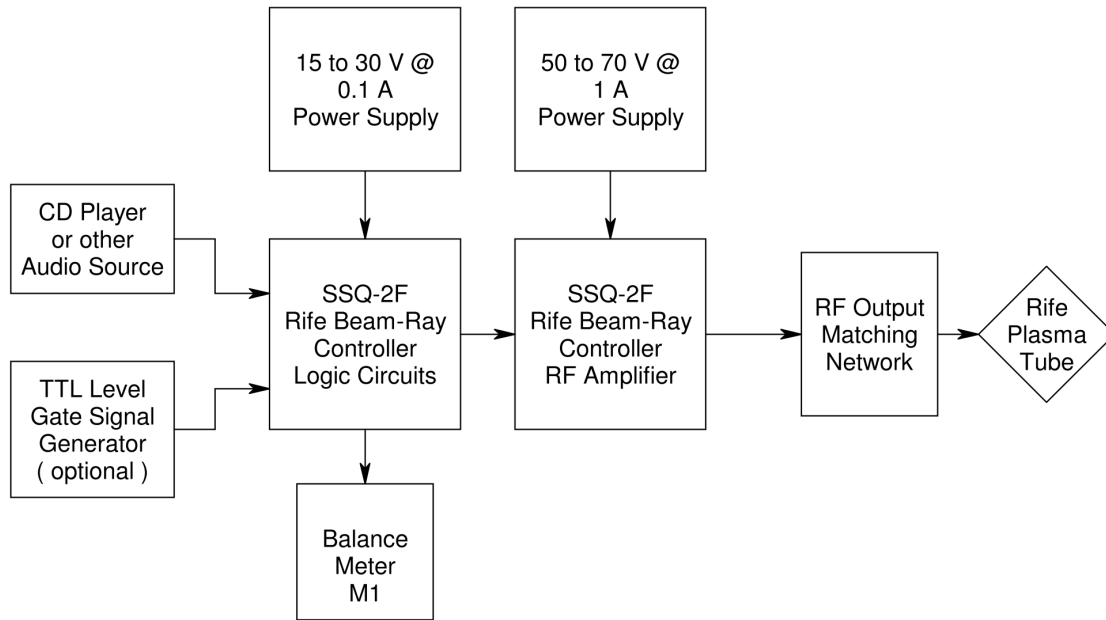 15 to 30 V @
0.1 A
Power Supply
50 to 70 V @
1 A
Power Supply
CD Player
or other
Audio Source
SSQ-2F
Rife Beam-Ray
Controller
Logic Circuits
SSQ-2F
Rife Beam-Ray
Controller
RF Amplifier
RF Output
Matching
Network
Rife
Plasma
Tube
TTL Level
Gate Signal
Generator
( optional )
Balance
Meter
M1